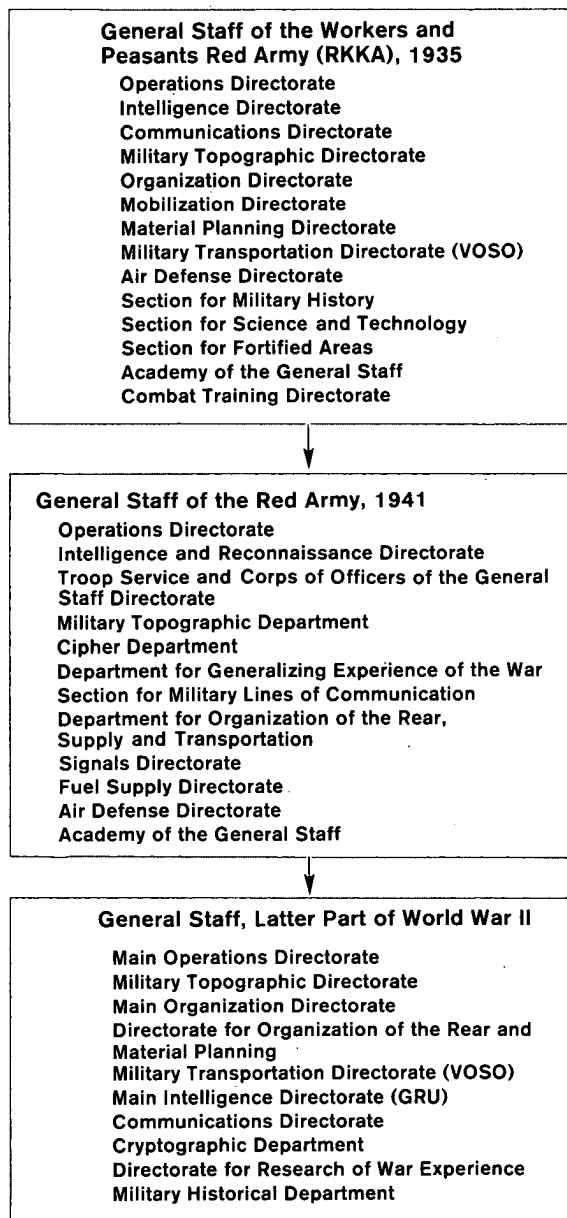 General Staff of the Workers and
Peasants Red Army (RKKA), 1935
Operations Directorate
Intelligence Directorate
Communications Directorate
Military Topographic Directorate
Organization Directorate
Mobilization Directorate
Material Planning Directorate
Military Transportation Directorate (VOSO)
Air Defense Directorate
Section for Military History
Section for Science and Technology
Section for Fortified Areas
Academy of the General Staff
Combat Training Directorate
General Staff of the Red Army, 1941
Operations Directorate
Intelligence and Reconnaissance Directorate
Troop Service and Corps of Officers of the General
Staff Directorate
Military Topographic Department
Cipher Department
Department for Generalizing Experience of the War
Section for Military Lines of Communication
Department for Organization of the Rear,
Supply and Transportation
Signals Directorate
Fuel Supply Directorate
Air Defense Directorate
Academy of the General Staff
General Staff, Latter Part of World War II
Main Operations Directorate
Military Topographic Directorate
Main Organization Directorate
Directorate for Organization of the Rear and
Material Planning
Military Transportation Directorate (VOSO)
Main Intelligence Directorate (GRU)
Communications Directorate
Cryptographic Department
Directorate for Research of War Experience
Military Historical Department